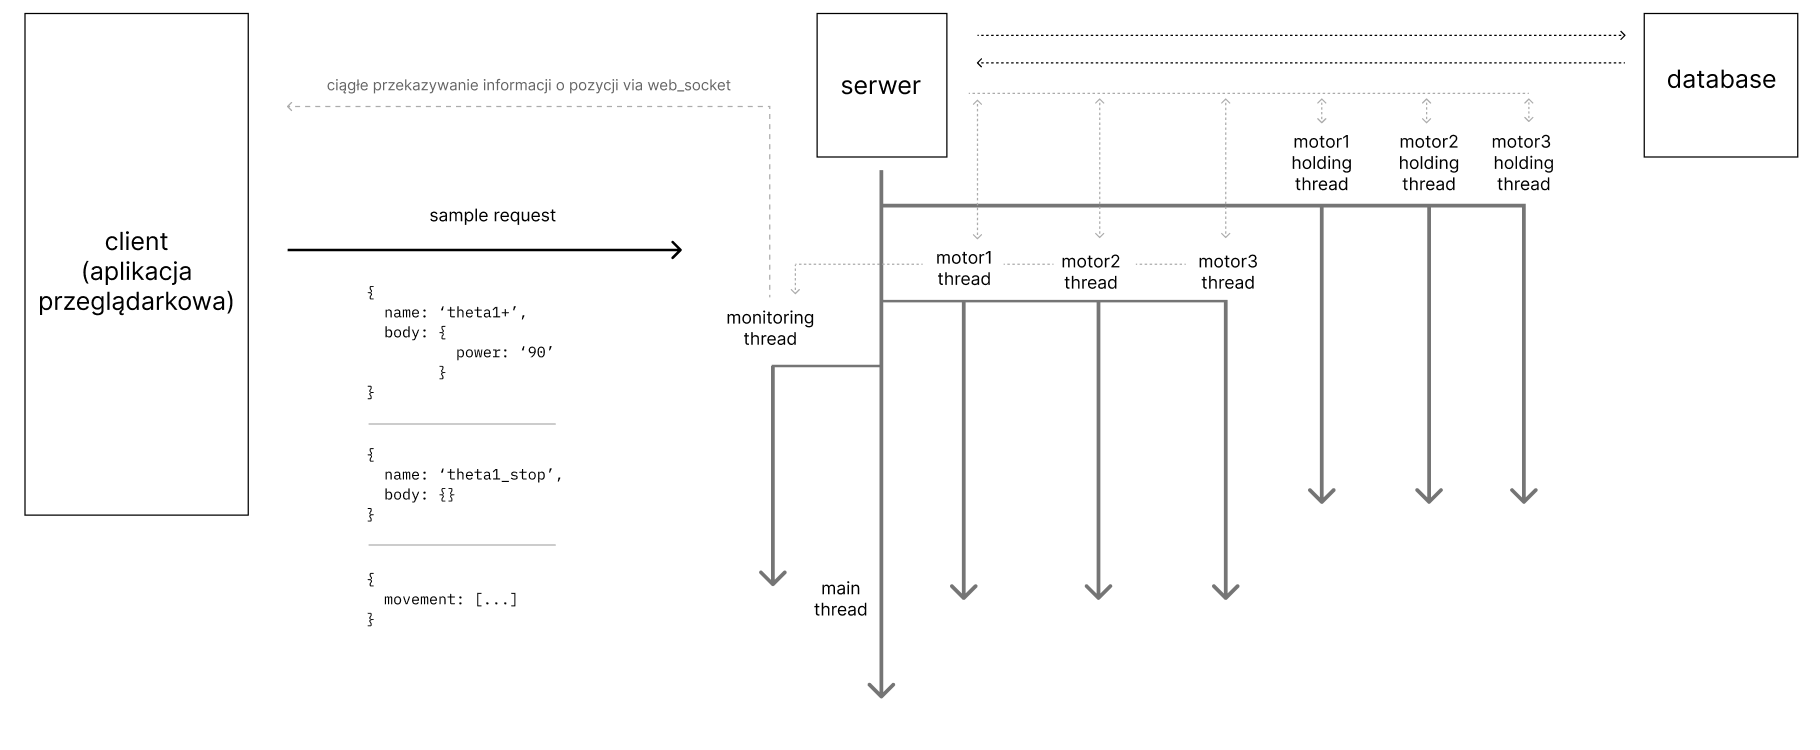 client
(aplikacja
przeglądarkowa)
ciągłe przekazywanie informacji o pozycji via web_socket
sample request
{
name: ‘theta1+’,
body: {
power: ‘90’
}
}
{
name: ‘theta1_stop’,
body: {}
}
{
movement: [...]
}
serwer
database
motor1
holding
thread
motor2
holding
thread
motor3
holding
thread
motor1
thread
motor2
thread
motor3
thread
monitoring
thread
main
thread